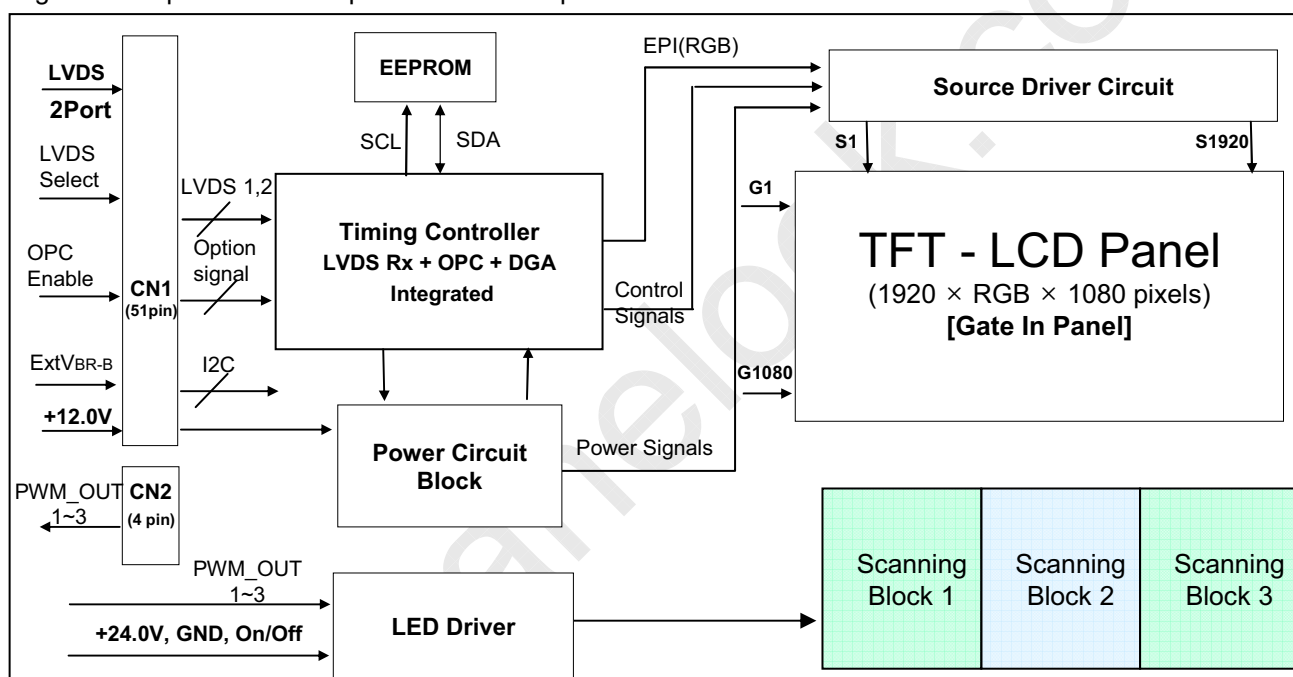 EEPROM
EPI(RGB)
Source Driver Circuit
LVDS
2Port
SCL
SDA
S1
S1920
LVDS
Select
LVDS 1,2
G1
Timing Controller
LVDS Rx + OPC + DGA
Integrated
TFT - LCD Panel
(1920 × RGB × 1080 pixels)
[Gate In Panel]
OPC
Enable
CN1
(51pin)
Option
signal
Control
Signals
ExtVBR-B
I2C
G1080
+12.0V
Power Circuit
Block
Power Signals
PWM_OUT
1~3
CN2
(4 pin)
Scanning
Block 1
Scanning
Block 2
Scanning
Block 3
PWM_OUT
1~3
+24.0V, GND, On/Off
LED Driver